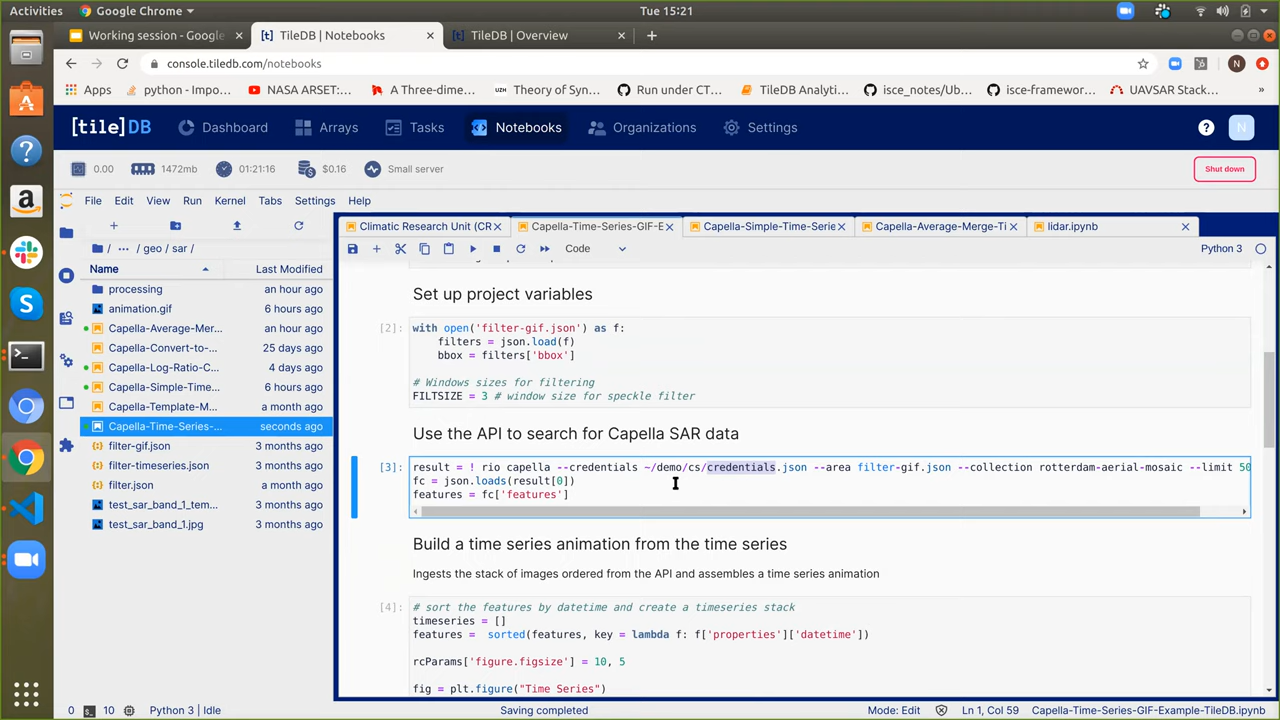 Activities
Google Chrome
Tue 15:21
Working session - Google
[t] TileDB | Notebooks
[t] TileDB | Overview
console.tiledb.com/notebooks
N
Apps
python - Impo...
NASA ARSET:...
A Three-dime...
UZH Theory of Syn...
Run under CT...
TileDB Analyti...
isce_notes/Ub...
isce-framewor...
UAVSAR Stack...
»
[tile]DB
Dashboard
Arrays
Tasks
Notebooks
Organizations
Settings
?
N
0.00
1472mb
01:21:16
$0.16
Small server
Shut down
File Edit View Run Kernel Tabs Settings Help
Climatic Research Unit (CR
Capella-Time-Series-GIF-E
Capella-Simple-Time-Serie
Capella-Average-Merge-Ti
lidar.ipynb
Code
Python 3
/ ··· / geo / sar /
Name
Last Modified
processing an hour ago
animation.gif 6 hours ago
Capella-Average-Mer... an hour ago
Capella-Convert-to-... 25 days ago
Capella-Log-Ratio-C... 4 days ago
Capella-Simple-Time... 6 hours ago
Capella-Template-M... a month ago
Capella-Time-Series-... seconds ago
filter-gif.json 3 months ago
filter-timeseries.json 3 months ago
filter.json 3 months ago
test_sar_band_1_tem... 3 months ago
test_sar_band_1.jpg 3 months ago
Set up project variables
[2]: with open('filter-gif.json') as f:
filters = json.load(f)
bbox = filters['bbox']
# Windows sizes for filtering
FILTSIZE = 3 # window size for speckle filter
Use the API to search for Capella SAR data
[3]: result = ! rio capella --credentials ~/demo/cs/credentials.json --area filter-gif.json --collection rotterdam-aerial-mosaic --limit 50
fc = json.loads(result[0])
features = fc['features']
Build a time series animation from the time series
Ingests the stack of images ordered from the API and assembles a time series animation
[4]: # sort the features by datetime and create a timeseries stack
timeseries = []
features = sorted(features, key = lambda f: f['properties']['datetime'])
rcParams['figure.figsize'] = 10, 5
fig = plt.figure("Time Series")
0
10
Python 3 | Idle
Saving completed
Mode: Edit
Ln 1, Col 59
Capella-Time-Series-GIF-Example-TileDB.ipynb